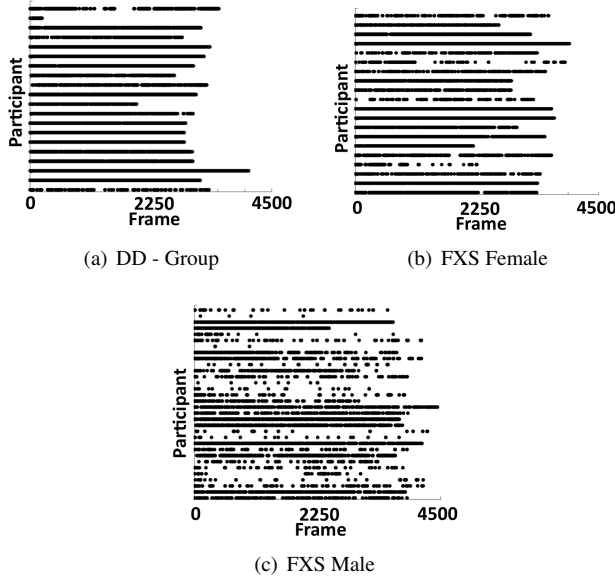 Participant
Participant
0 2250 4500
Frame
0 2250 4500
Frame
(a) DD - Group
(b) FXS Female
Participant
0 2250 4500
Frame
(c) FXS Male